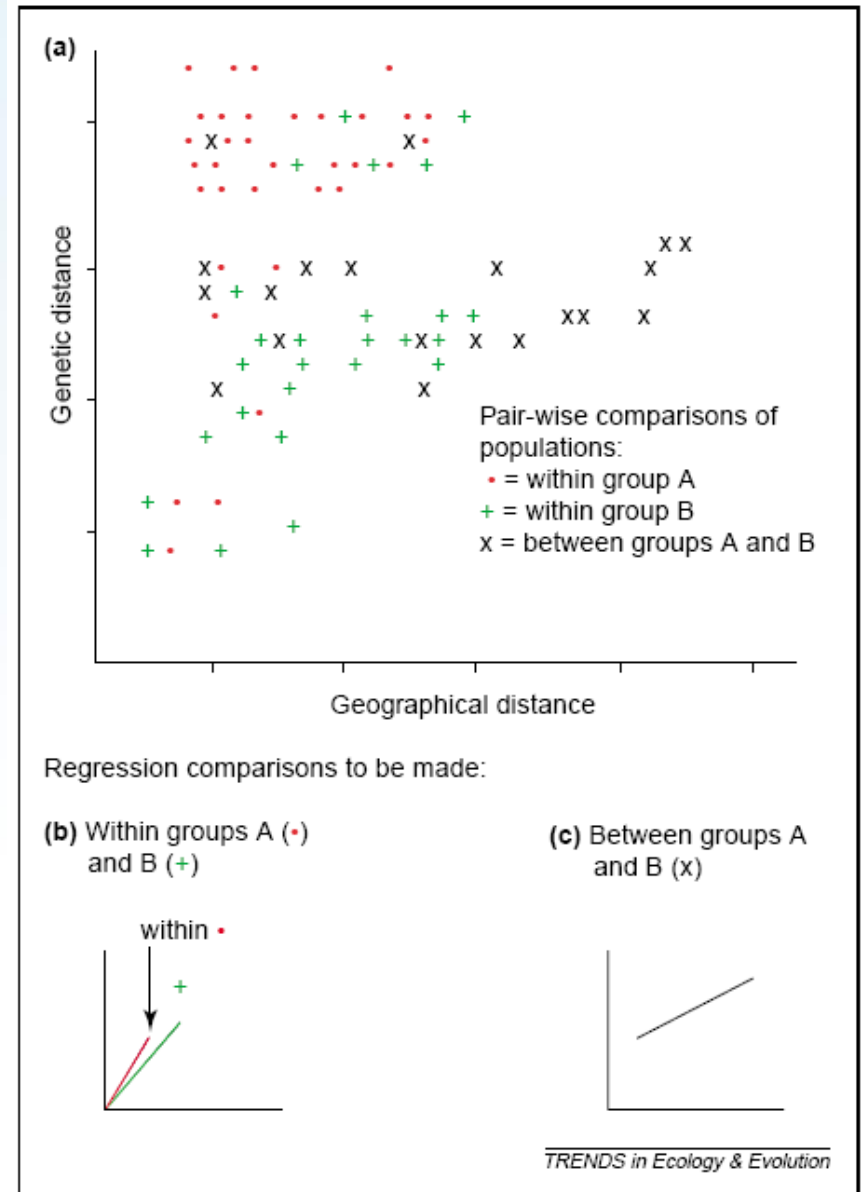 (a)
Genetic distance
Pair-wise comparisons of
populations:
• = within group A
+ = within group B
x = between groups A and B
Geographical distance
Regression comparisons to be made:
(b) Within groups A (•)
and B (+)
within •
+
(c) Between groups A
and B (x)
TRENDS in Ecology & Evolution